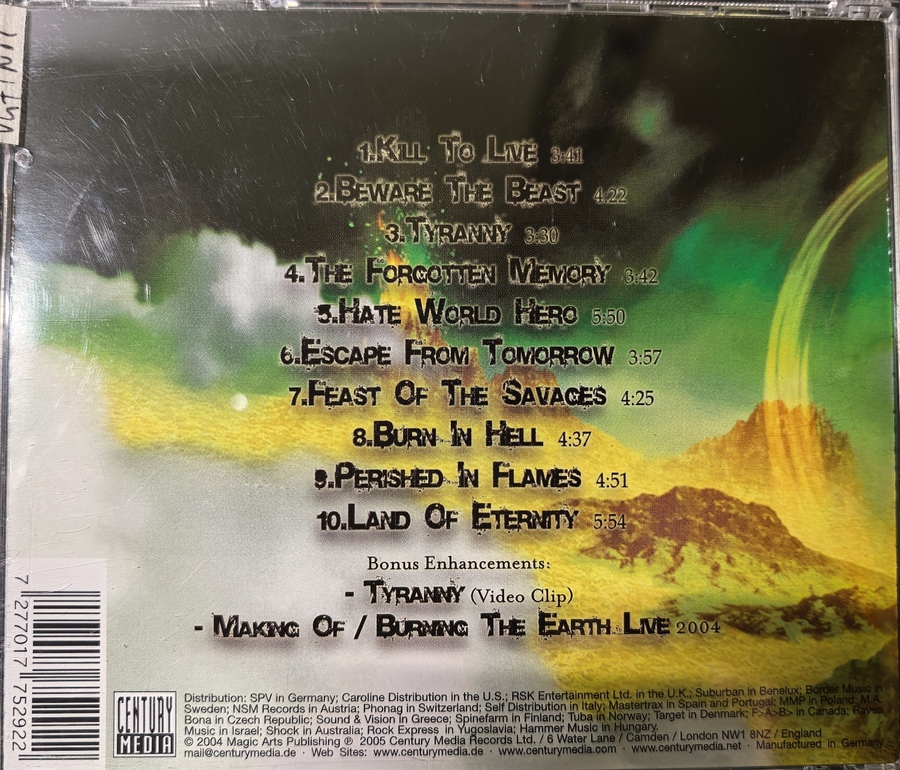 1.Kill To Live 3:41
2.Beware The Beast 4:22
3.Tyranny 3:30
4.The Forgotten Memory 3:42
5.Hate World Hero 5:50
6.Escape From Tomorrow 3:57
7.Feast Of The Savages 4:25
8.Burn In Hell 4:37
9.Perished In Flames 4:51
10.Land Of Eternity 5:54
Bonus Enhancements:
- Tyranny (Video Clip)
- Making Of / Burning The Earth Live 2004
7 27701 75292 2
CENTURY
MEDIA
Distribution: SPV in Germany; Caroline Distribution in the U.S.; RSK Entertainment Ltd. in the U.K.; Suburban in Benelux; Border Music in
Sweden; NSM Records in Austria; Phonag in Switzerland; Self Distribution in Italy; Mastertrax in Spain and Portugal; MMP in Poland; M.A.
Bona in Czech Republic; Sound & Vision in Greece; Spinefarm in Finland; Tuba in Norway; Target in Denmark; F>A>B> in Canada;
Music in Israel; Shock in Australia; Rock Express in Yugoslavia; Hammer Music in Hungary.
© 2004 Magic Arts Publishing ℗ 2005 Century Media Records Ltd. / 6 Water Lane / Camden / London NW1 8NZ / England
mail@centurymedia.de · Web Sites: www.centurymedia.de · www.centurymedia.com · www.centurymedia.net · Manufactured in Germany